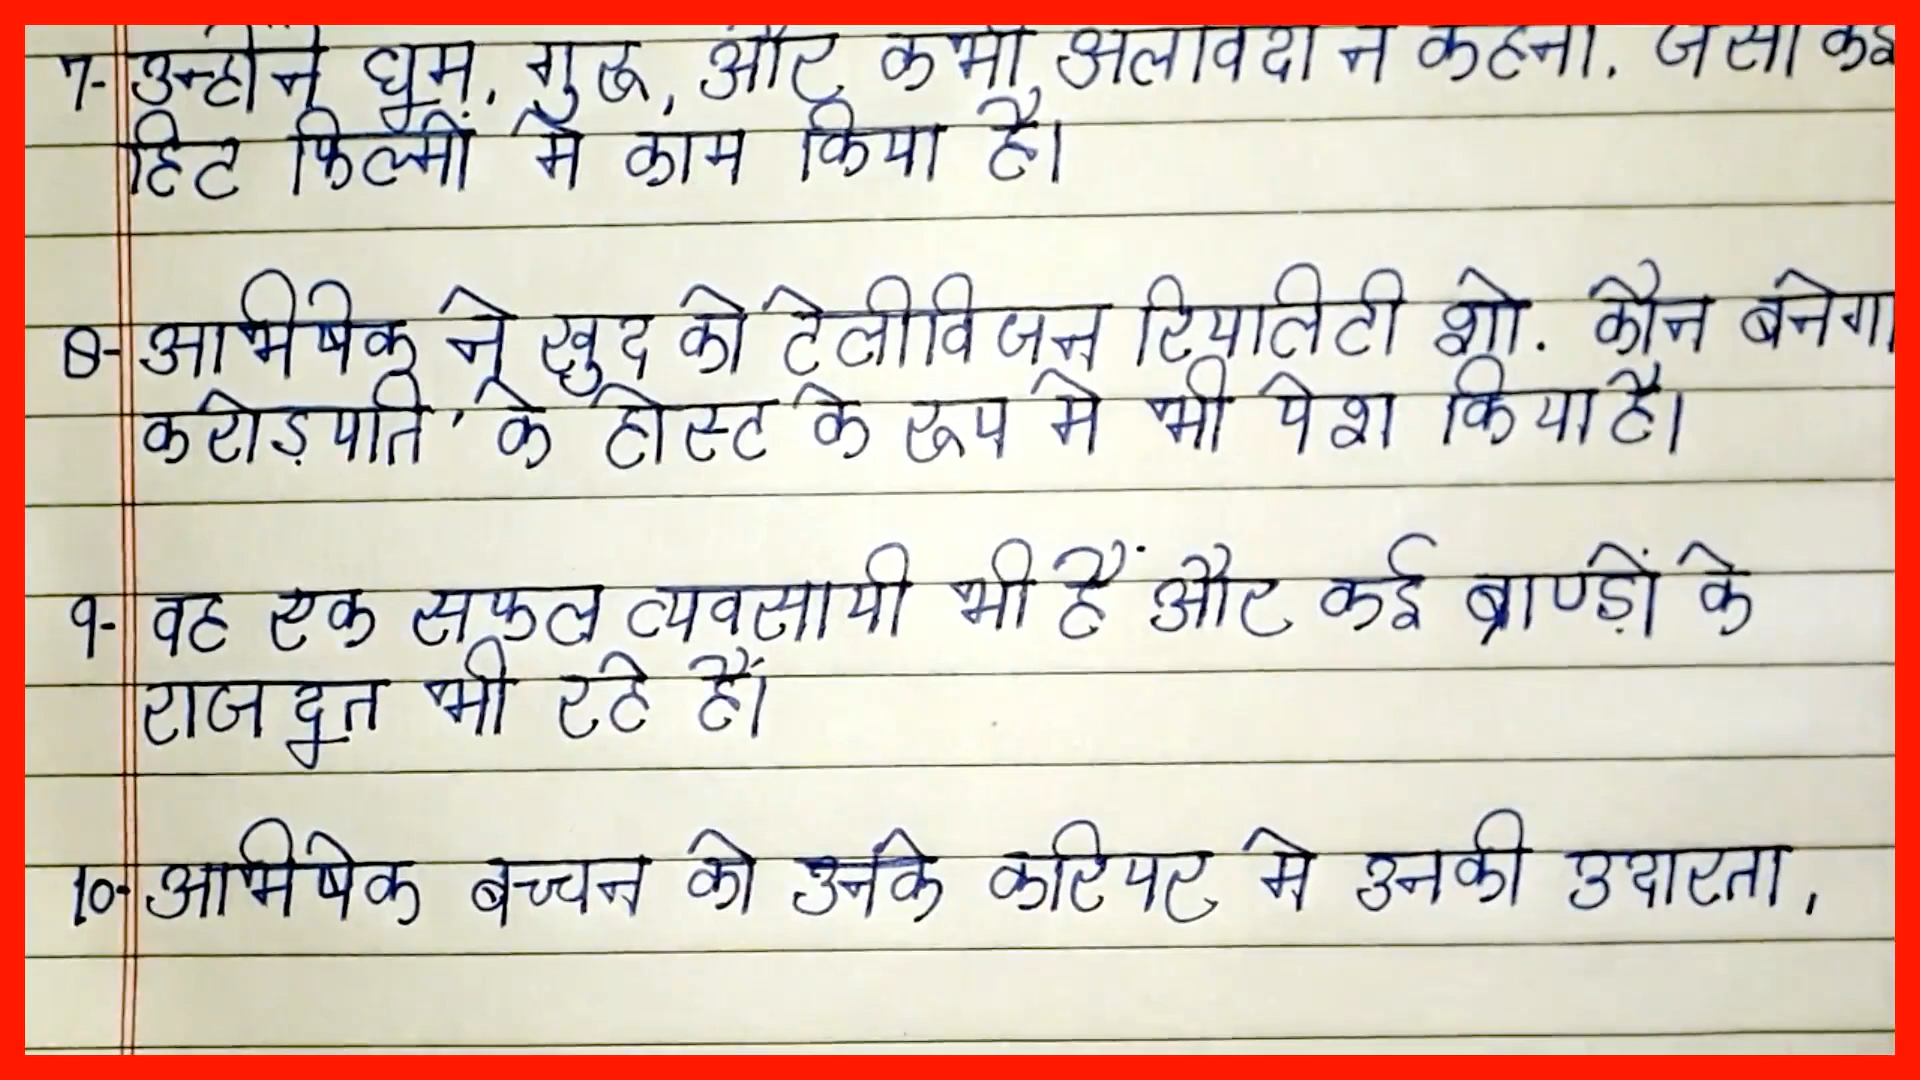 7- उन्होंने धूम, गुरू, और कभी अलविदा न कहना. जैसी कई
हिट फिल्मों मे काम किया है।
8- अभिषेक ने खुद को टेलीविजन रियालिटी शो. कौन बनेगा
करोड़पति ' के होस्ट के रूप मे भी पेश किया है।
9- वह एक सफल व्यवसायी भी हैं और कई ब्राण्ड़ों के
राजदूत भी रहे हैं।
10- अभिषेक बच्चन को उनके करियर मे उनकी उदारता,